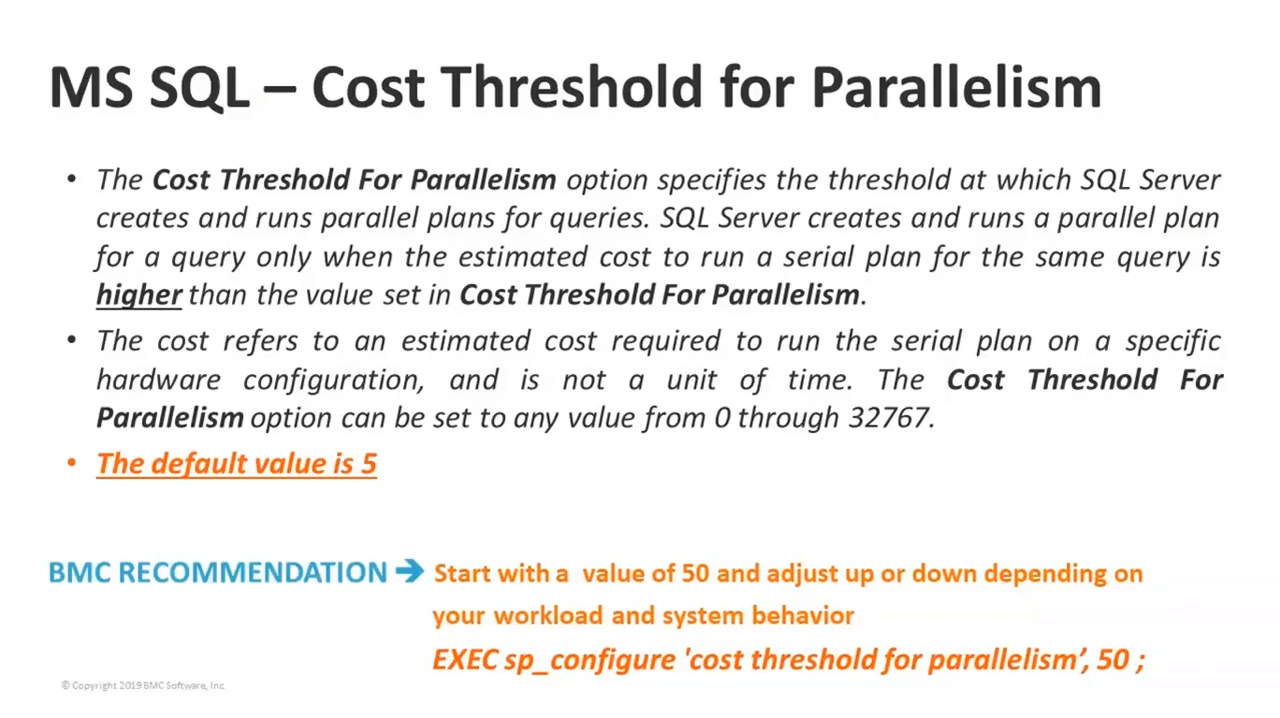 MS SQL – Cost Threshold for Parallelism
• The Cost Threshold For Parallelism option specifies the threshold at which SQL Server
creates and runs parallel plans for queries. SQL Server creates and runs a parallel plan
for a query only when the estimated cost to run a serial plan for the same query is
higher than the value set in Cost Threshold For Parallelism.
• The cost refers to an estimated cost required to run the serial plan on a specific
hardware configuration, and is not a unit of time. The Cost Threshold For
Parallelism option can be set to any value from 0 through 32767.
• The default value is 5
BMC RECOMMENDATION ➔ Start with a value of 50 and adjust up or down depending on
your workload and system behavior
EXEC sp_configure 'cost threshold for parallelism’, 50 ;
© Copyright 2019 BMC Software, Inc.